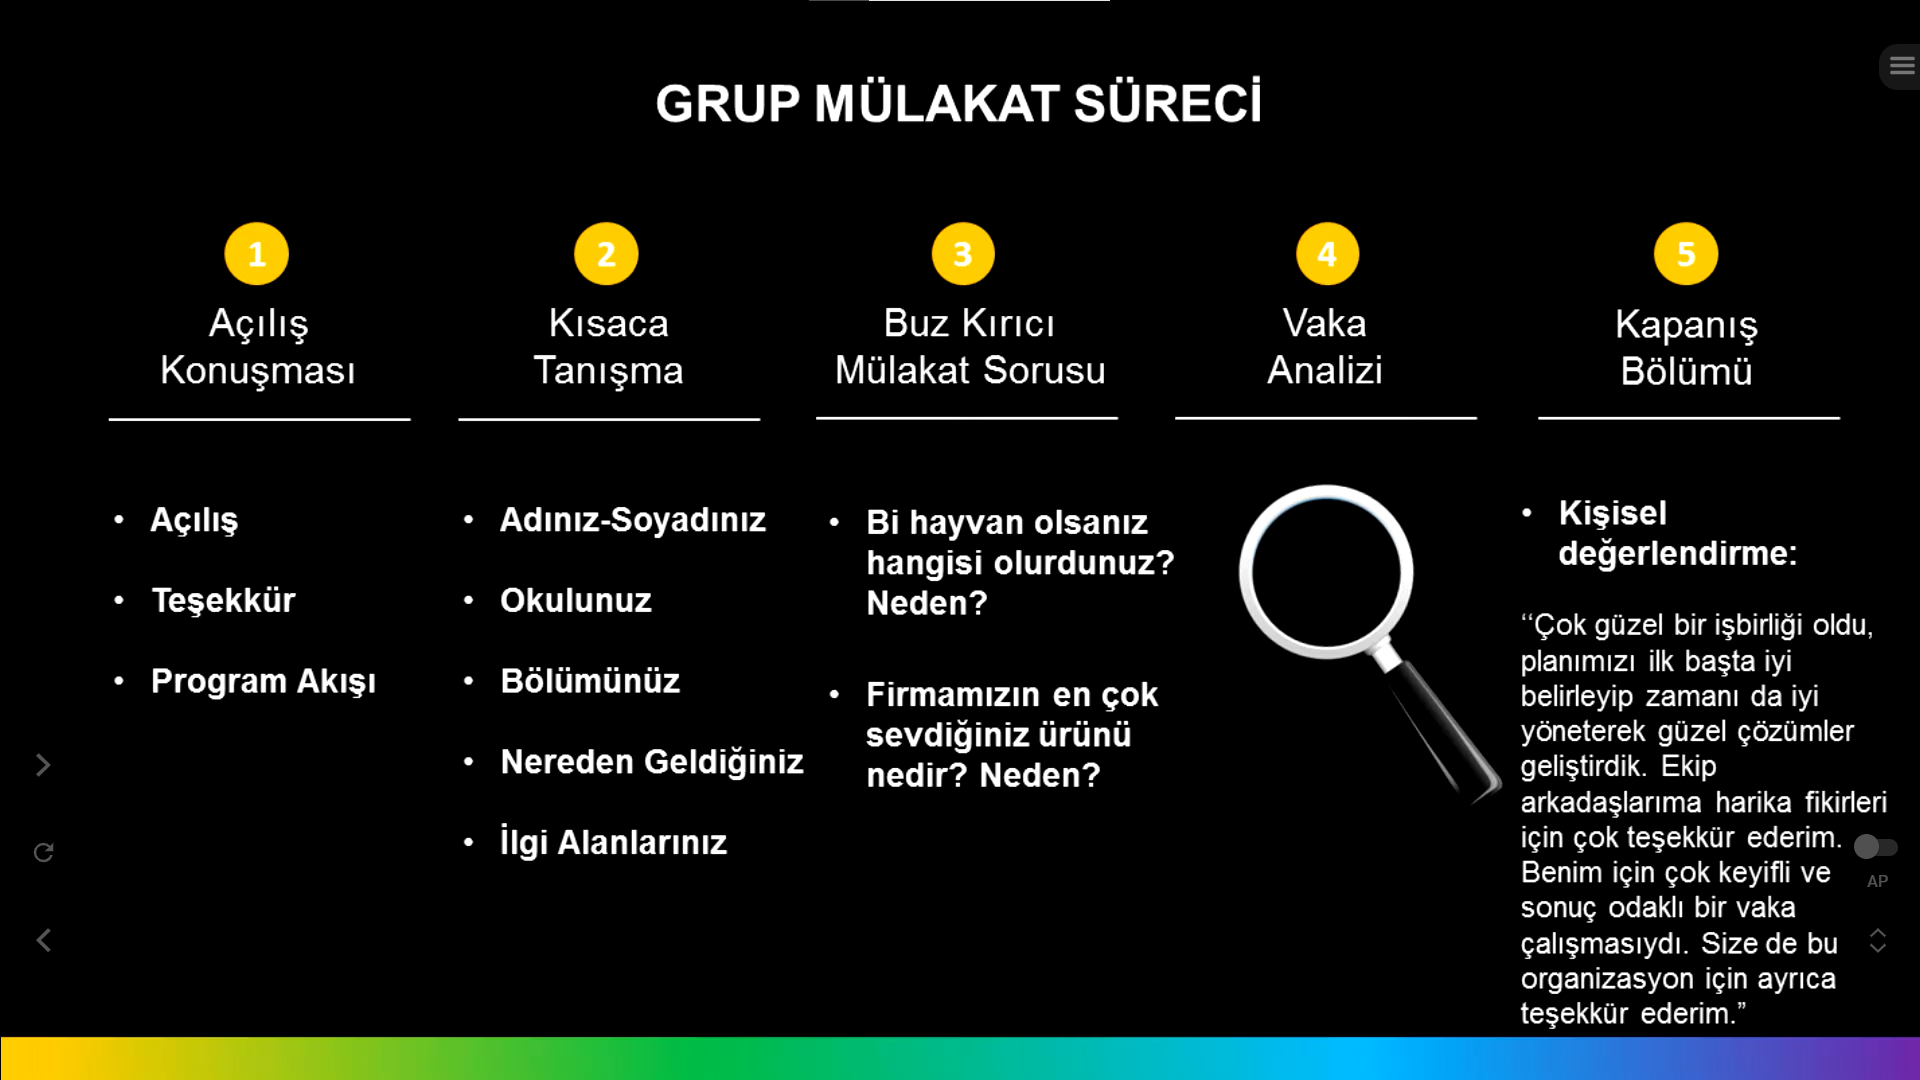 GRUP MÜLAKAT SÜRECİ
1
Açılış
Konuşması
• Açılış
• Teşekkür
• Program Akışı
2
Kısaca
Tanışma
• Adınız-Soyadınız
• Okulunuz
• Bölümünüz
• Nereden Geldiğiniz
• İlgi Alanlarınız
3
Buz Kırıcı
Mülakat Sorusu
• Bi hayvan olsanız
hangisi olurdunuz?
Neden?
• Firmamızın en çok
sevdiğiniz ürünü
nedir? Neden?
4
Vaka
Analizi
5
Kapanış
Bölümü
• Kişisel
değerlendirme:
‘‘Çok güzel bir işbirliği oldu,
planımızı ilk başta iyi
belirleyip zamanı da iyi
yöneterek güzel çözümler
geliştirdik. Ekip
arkadaşlarıma harika fikirleri
için çok teşekkür ederim.
Benim için çok keyifli ve
sonuç odaklı bir vaka
çalışmasıydı. Size de bu
organizasyon için ayrıca
teşekkür ederim.”
AP